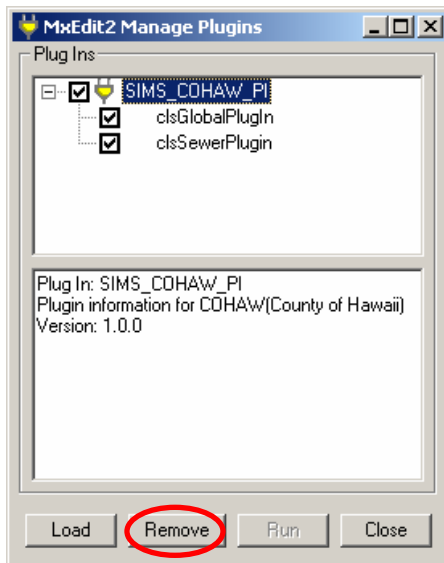 MxEdit2 Manage Plugins
Plug Ins
SIMS_COHAW_PI
clsGlobalPlugIn
clsSewerPlugin
Plug In: SIMS_COHAW_PI
Plugin information for COHAW(County of Hawaii)
Version: 1.0.0
Load Remove Run Close